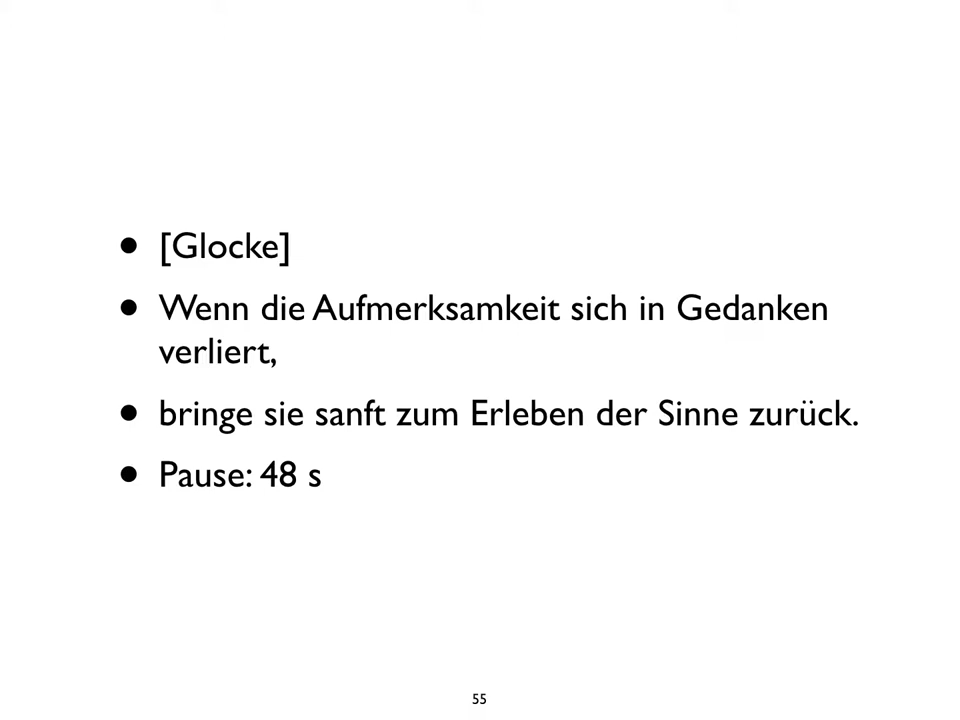 • [Glocke]
• Wenn die Aufmerksamkeit sich in Gedanken
verliert,
• bringe sie sanft zum Erleben der Sinne zurück.
• Pause: 48 s
55